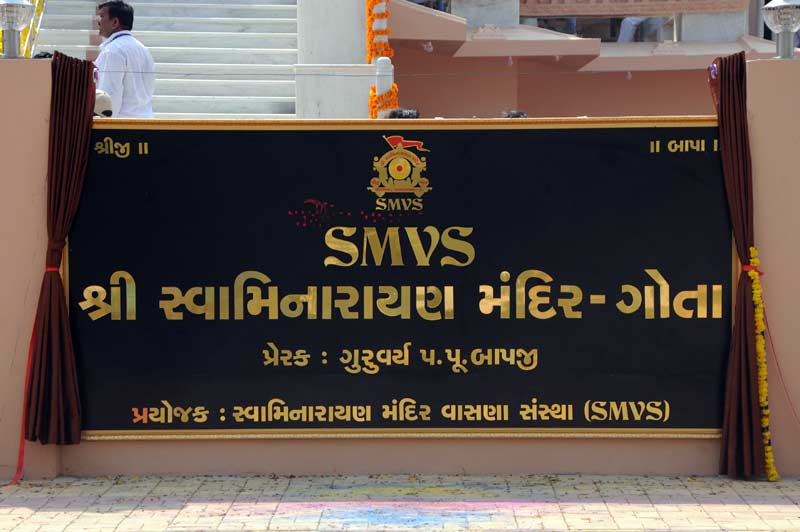 શ્રીજી ॥ ॥ બાપા ।
SMVS
SMVS
શ્રી સ્વામિનારાયણ મંદિર - ગોતા
પ્રેરક : ગુરુવર્ય પ.પૂ.બાપજી
પ્રયોજક : સ્વામિનારાયણ મંદિર વાસણા સંસ્થા (SMVS)